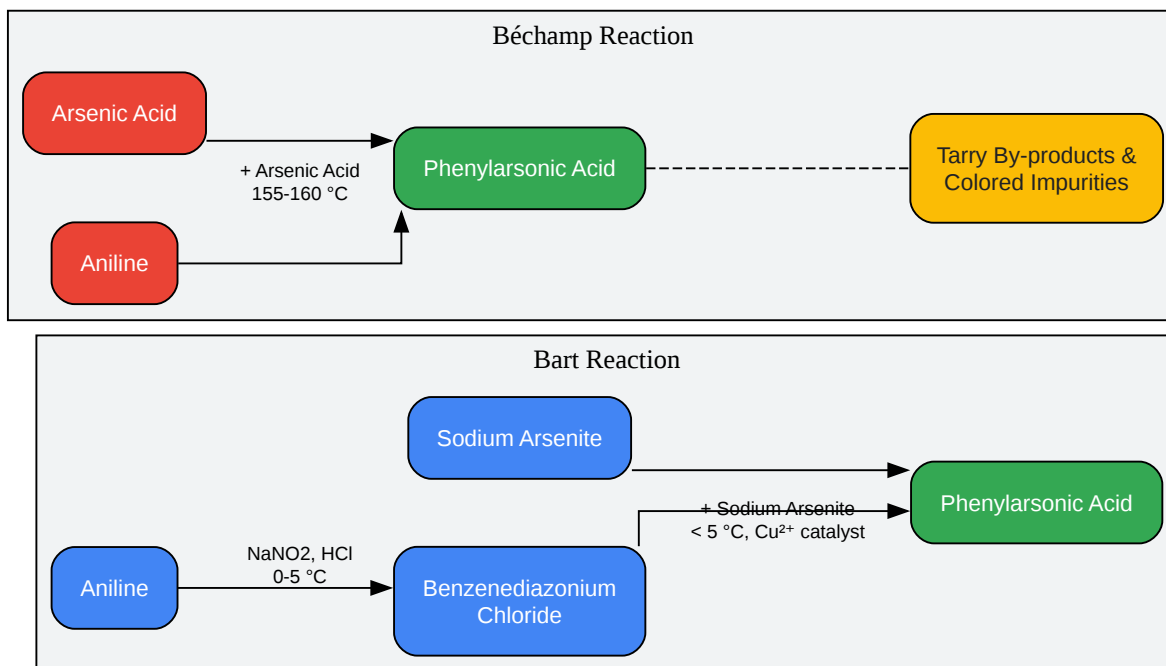 Béchamp Reaction
Arsenic Acid
+ Arsenic Acid
155-160 °C
Phenylarsonic Acid
Tarry By-products &
Colored Impurities
Aniline
Bart Reaction
Sodium Arsenite
+ Sodium Arsenite
< 5 °C, Cu²⁺ catalyst
Phenylarsonic Acid
Aniline
NaNO2, HCl
0-5 °C
Benzenediazonium
Chloride